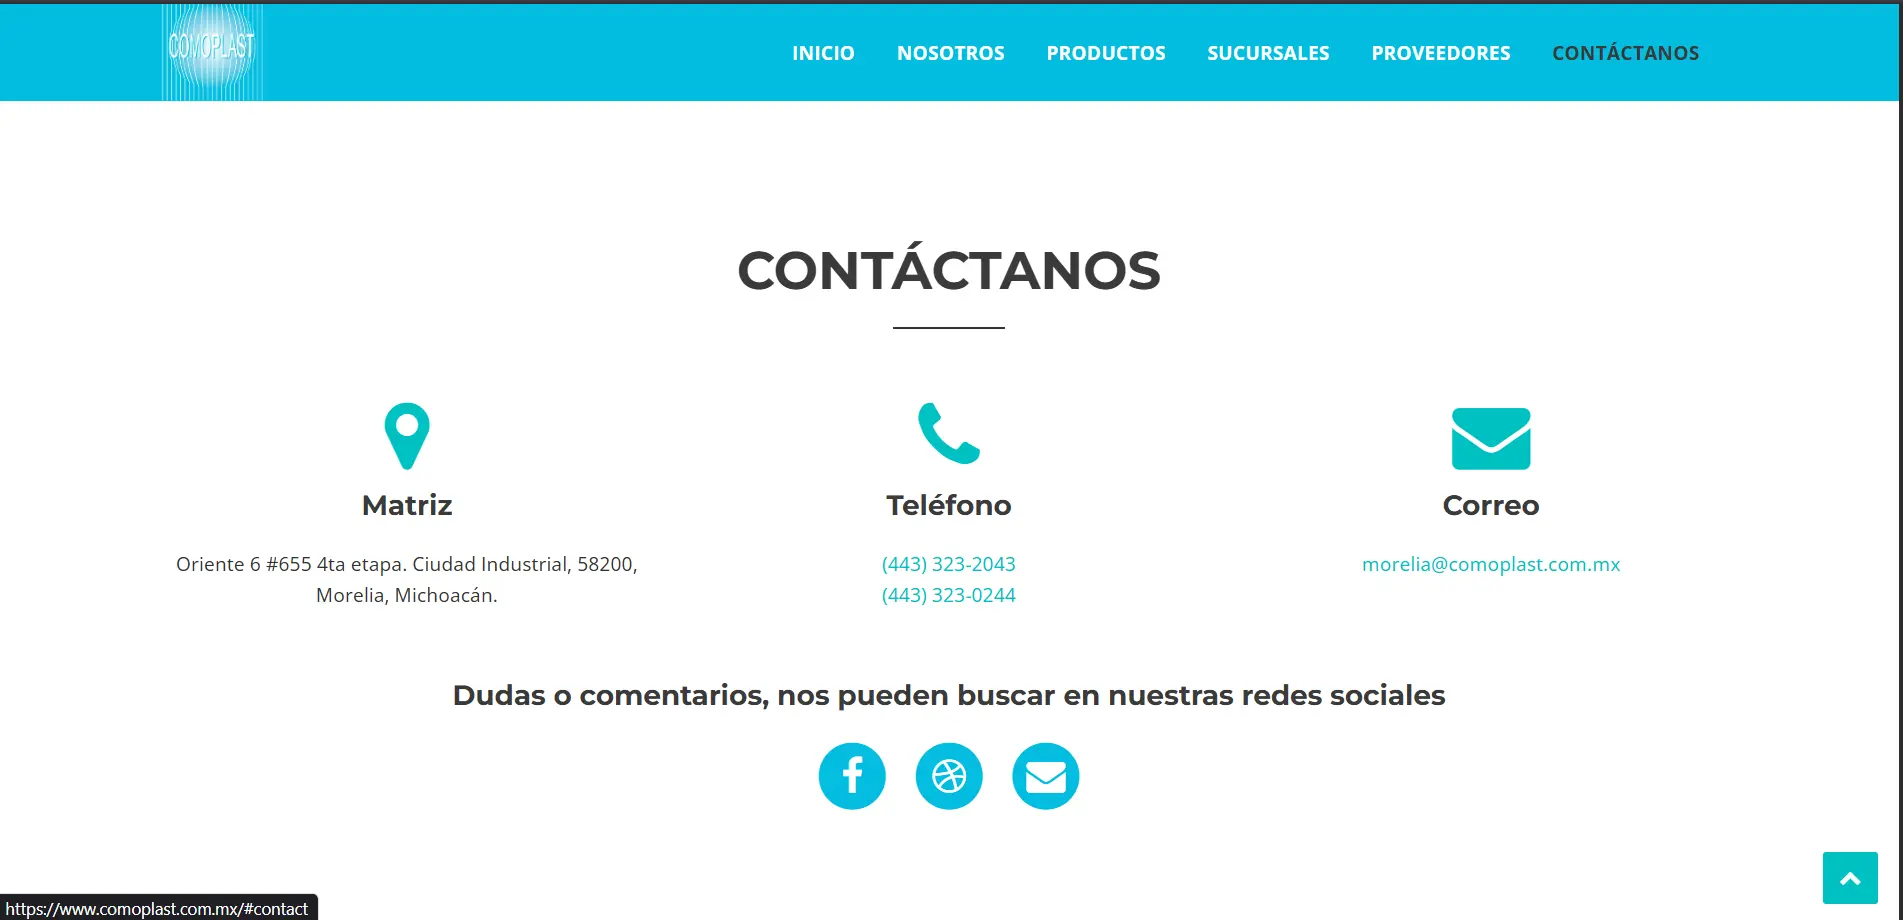 COMOPLAST
INICIO NOSOTROS PRODUCTOS SUCURSALES PROVEEDORES CONTÁCTANOS
CONTÁCTANOS
Matriz
Oriente 6 #655 4ta etapa. Ciudad Industrial, 58200,
Morelia, Michoacán.
Teléfono
(443) 323-2043
(443) 323-0244
Correo
morelia@comoplast.com.mx
Dudas o comentarios, nos pueden buscar en nuestras redes sociales
https://www.comoplast.com.mx/#contact